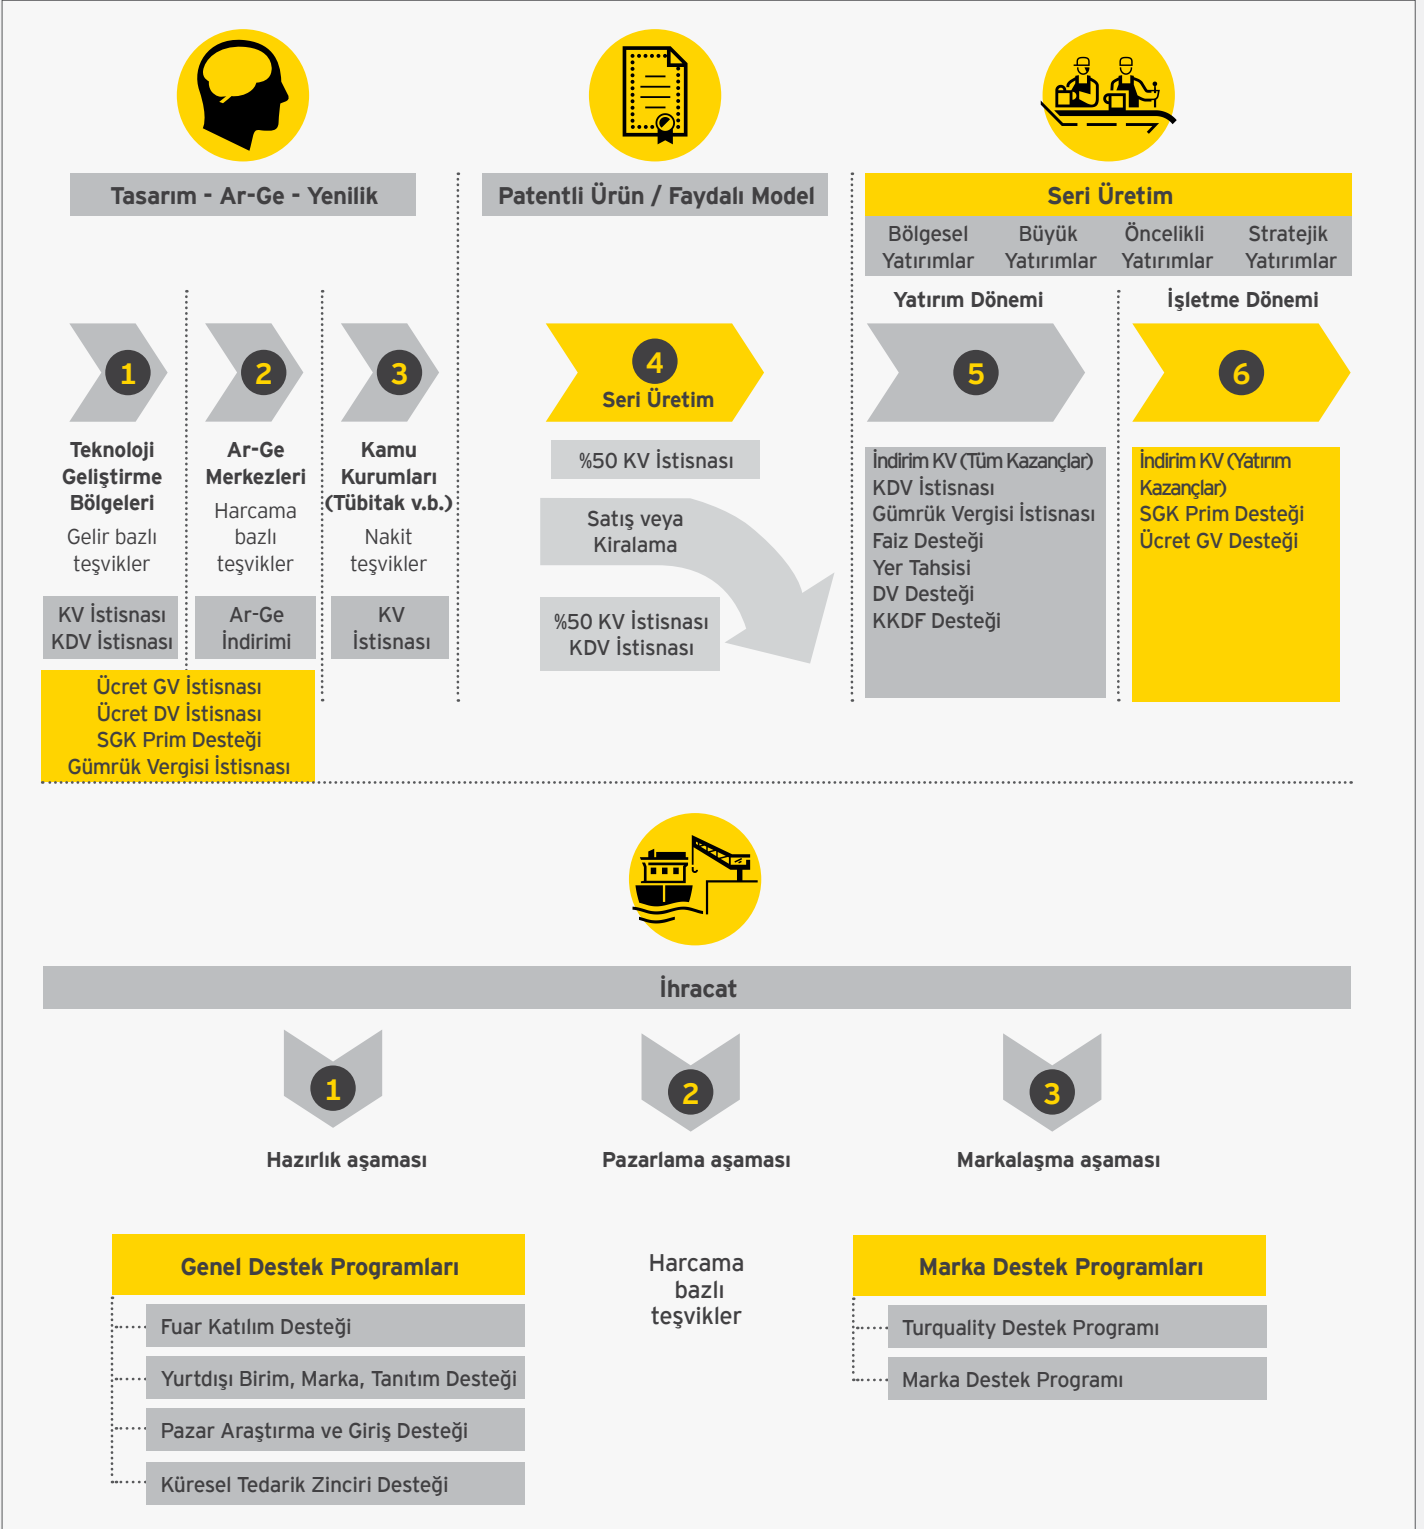 Tasarım - Ar-Ge - Yenilik
1
Teknoloji
Geliştirme
Bölgeleri
Gelir bazlı
teşvikler
KV İstisnası
KDV İstisnası
2
Ar-Ge
Merkezleri
Harcama
bazlı
teşvikler
Ar-Ge
İndirimi
Ücret GV İstisnası
Ücret DV İstisnası
SGK Prim Desteği
Gümrük Vergisi İstisnası
3
Kamu
Kurumları
(Tübitak v.b.)
Nakit
teşvikler
KV
İstisnası
Patentli Ürün / Faydalı Model
4
Seri Üretim
%50 KV İstisnası
Satış veya
Kiralama
%50 KV İstisnası
KDV İstisnası
Seri Üretim
Bölgesel
Yatırımlar
Büyük
Yatırımlar
Öncelikli
Yatırımlar
Stratejik
Yatırımlar
Yatırım Dönemi
5
İndirim KV (Tüm Kazançlar)
KDV İstisnası
Gümrük Vergisi İstisnası
Faiz Desteği
Yer Tahsisi
DV Desteği
KKDF Desteği
İşletme Dönemi
6
İndirim KV (Yatırım
Kazançlar)
SGK Prim Desteği
Ücret GV Desteği
İhracat
1
Hazırlık aşaması
2
Pazarlama aşaması
3
Markalaşma aşaması
Genel Destek Programları
Fuar Katılım Desteği
Yurtdışı Birim, Marka, Tanıtım Desteği
Pazar Araştırma ve Giriş Desteği
Küresel Tedarik Zinciri Desteği
Harcama
bazlı
teşvikler
Marka Destek Programları
Turquality Destek Programı
Marka Destek Programı